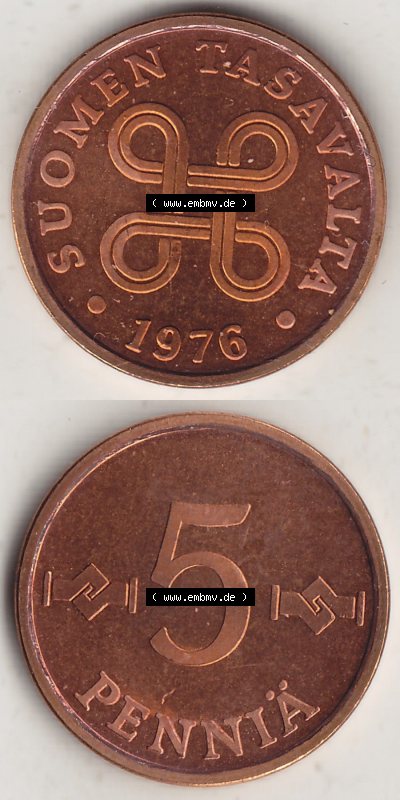 SUOMEN TASAVALTA
( www.embmv.de )
• 1976 •
5
( www.embmv.de )
PENNIÄ